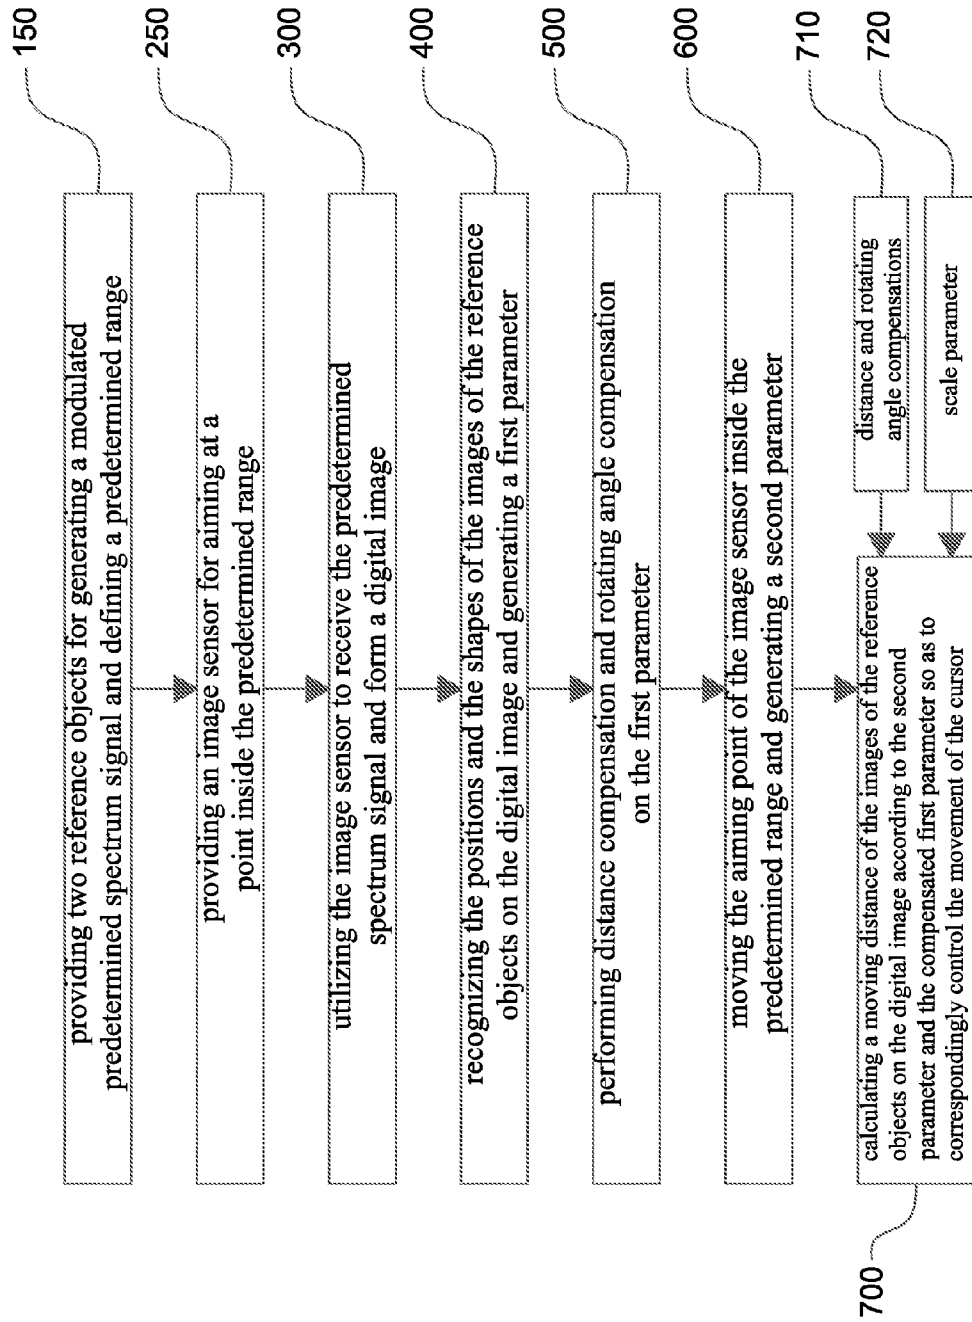 providing two reference objects for generating a modulated
predetermined spectrum signal and defining a predetermined range
150
providing an image sensor for aiming at a
point inside the predetermined range
250
utilizing the image sensor to receive the predetermined
spectrum signal and form a digital image
300
recognizing the positions and the shapes of the images of the reference
objects on the digital image and generating a first parameter
400
performing distance compensation and rotating angle compensation
on the first parameter
500
moving the aiming point of the image sensor inside the
predetermined range and generating a second parameter
600
700
calculating a moving distance of the images of the reference
objects on the digital image according to the second
parameter and the compensated first parameter so as to
correspondingly control the movement of the cursor
distance and rotating
angle compensations
710
scale parameter
720